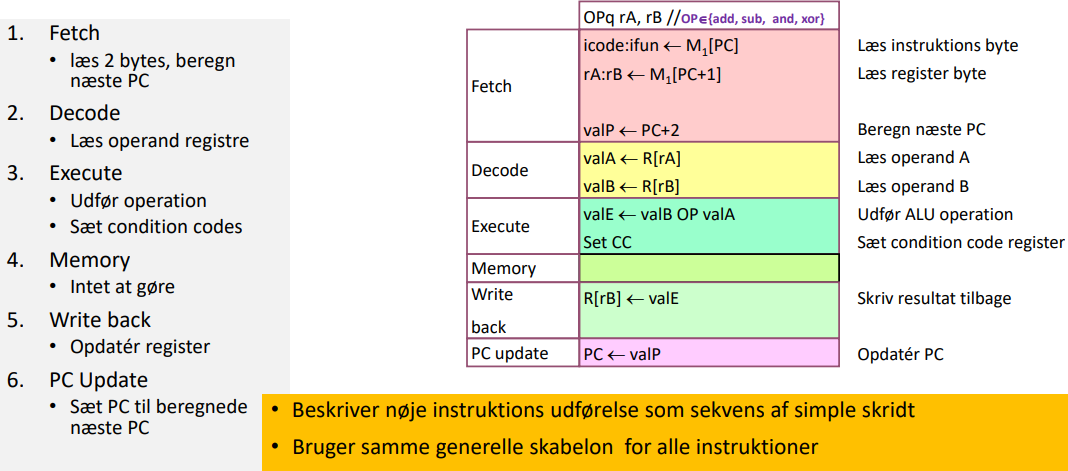 1. Fetch
• læs 2 bytes, beregn
næste PC
2. Decode
• Læs operand registre
3. Execute
• Udfør operation
• Sæt condition codes
4. Memory
• Intet at gøre
5. Write back
• Opdatér register
6. PC Update
• Sæt PC til beregnede
næste PC
OPq rA, rB //OP∈{add, sub, and, xor}
Fetch
icode:ifun ← M₁[PC]
Læs instruktions byte
rA:rB ← M₁[PC+1]
Læs register byte
valP ← PC+2
Beregn næste PC
Decode
valA ← R[rA]
Læs operand A
valB ← R[rB]
Læs operand B
Execute
valE ← valB OP valA
Udfør ALU operation
Set CC
Sæt condition code register
Memory
Write
back
R[rB] ← valE
Skriv resultat tilbage
PC update
PC ← valP
Opdatér PC
• Beskriver nøje instruktions udførelse som sekvens af simple skridt
• Bruger samme generelle skabelon for alle instruktioner